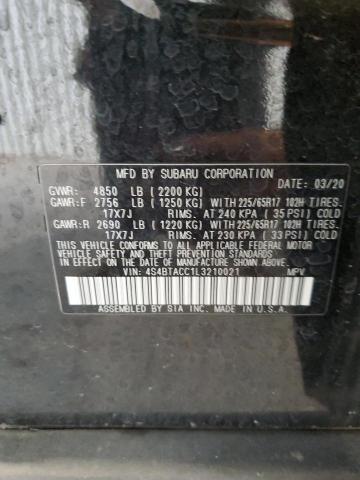 MFD. BY SUBARU CORPORATION DATE: 03/20
GVWR: 4850 LB ( 2200 KG)
GAWR:F 2756 LB ( 1250 KG) WITH 225/65R17 102H TIRES,
17X7J RIMS, AT 240 KPA ( 35 PSI) COLD
GAWR:R 2690 LB ( 1220 KG) WITH 225/65R17 102H TIRES,
17X7J RIMS, AT 230 KPA ( 33 PSI) COLD
THIS VEHICLE CONFORMS TO ALL APPLICABLE FEDERAL MOTOR VEHICLE
SAFETY, BUMPER, AND THEFT PREVENTION STANDARDS IN EFFECT
ON THE DATE OF MANUFACTURE SHOWN ABOVE.
VIN: 4S4BTACC1L3210021 MPV
ASSEMBLED BY SIA INC. IN U.S.A.